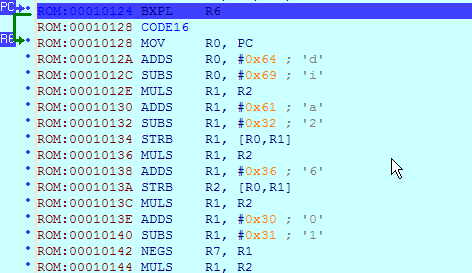 PC ROM:00010124 BXPL R6
ROM:00010128 CODE16
R6 ROM:00010128 MOV R0, PC
ROM:0001012A ADDS R0, #0x64 ; 'd'
ROM:0001012C SUBS R0, #0x69 ; 'i'
ROM:0001012E MULS R1, R2
ROM:00010130 ADDS R1, #0x61 ; 'a'
ROM:00010132 SUBS R1, #0x32 ; '2'
ROM:00010134 STRB R1, [R0,R1]
ROM:00010136 MULS R1, R2
ROM:00010138 ADDS R1, #0x36 ; '6'
ROM:0001013A STRB R2, [R0,R1]
ROM:0001013C MULS R1, R2
ROM:0001013E ADDS R1, #0x30 ; '0'
ROM:00010140 SUBS R1, #0x31 ; '1'
ROM:00010142 NEGS R7, R1
ROM:00010144 MULS R1, R2